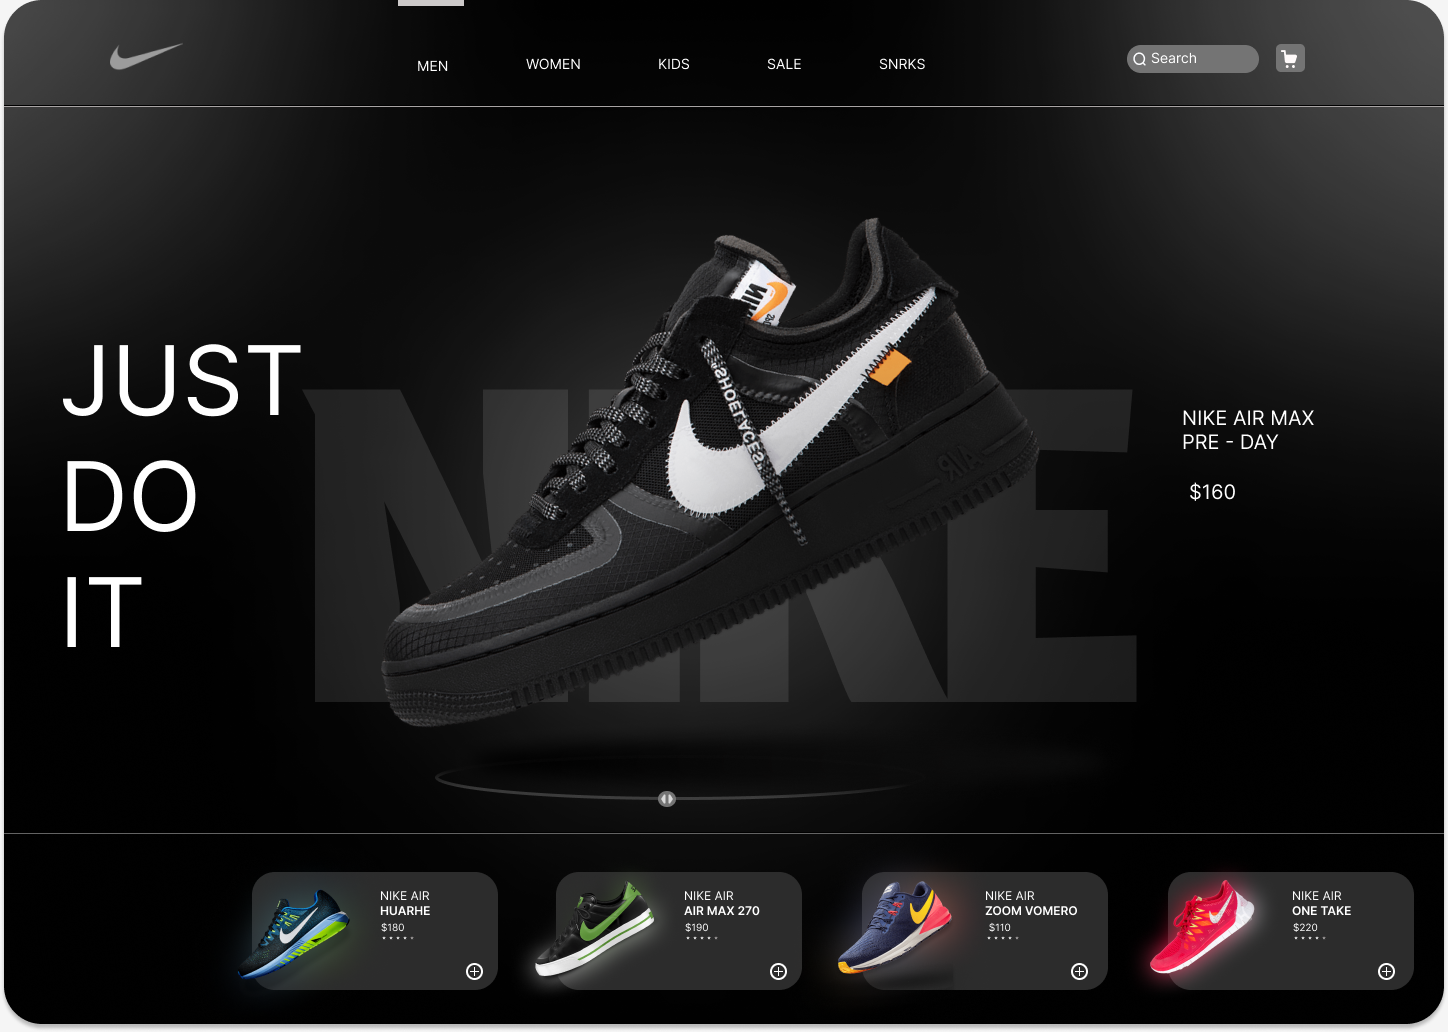 MEN
WOMEN
KIDS
SALE
SNRKS
Search
JUST
DO
IT
NIKE
"SHOELACES"
AIR
NIKE AIR MAX
PRE - DAY
$160
NIKE AIR
HUARHE
$180
NIKE AIR
AIR MAX 270
$190
NIKE AIR
ZOOM VOMERO
$110
NIKE AIR
ONE TAKE
$220